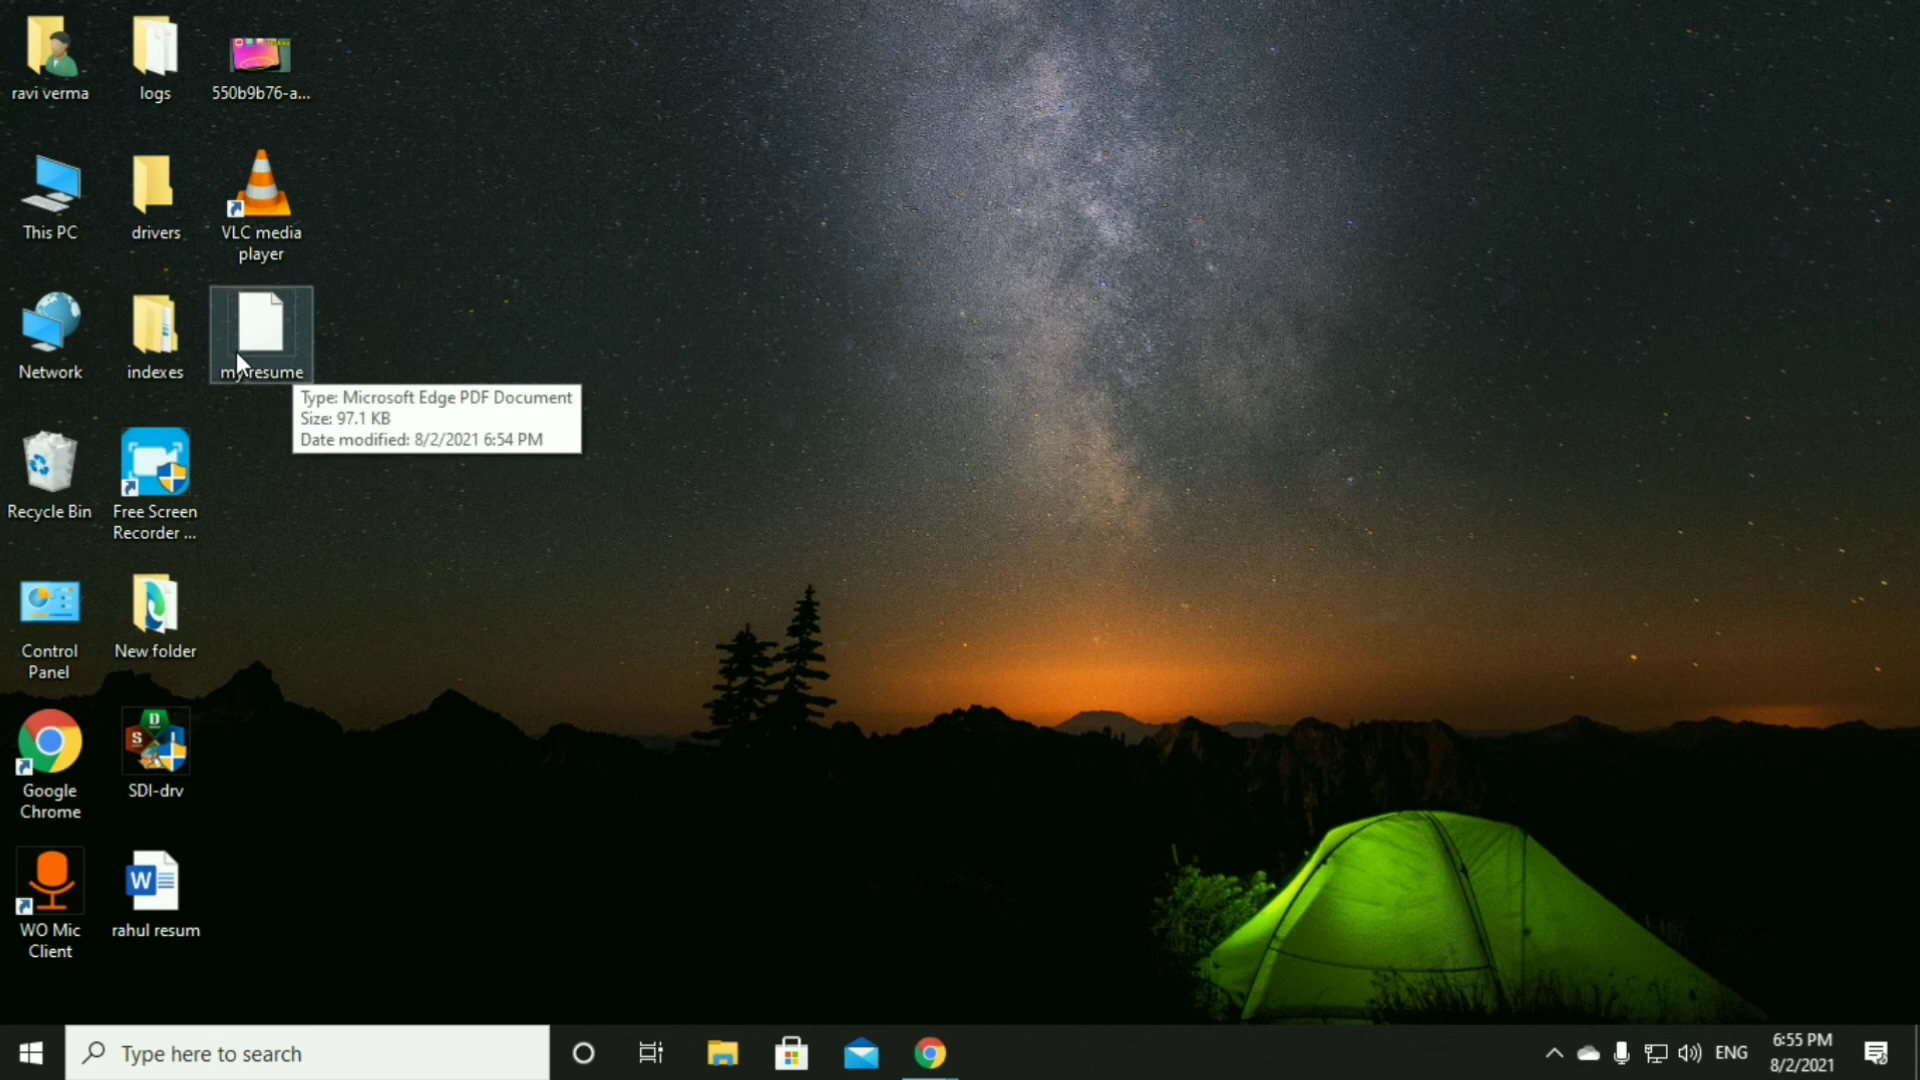 ravi verma
logs
550b9b76-a...
This PC
drivers
VLC media
player
Network
indexes
my resume
Type: Microsoft Edge PDF Document
Size: 97.1 KB
Date modified: 8/2/2021 6:54 PM
Recycle Bin
Free Screen
Recorder ...
Control
Panel
New folder
Google
Chrome
D
S
I
SDI-drv
WO Mic
Client
W
rahul resum
Type here to search
ENG
6:55 PM
8/2/2021